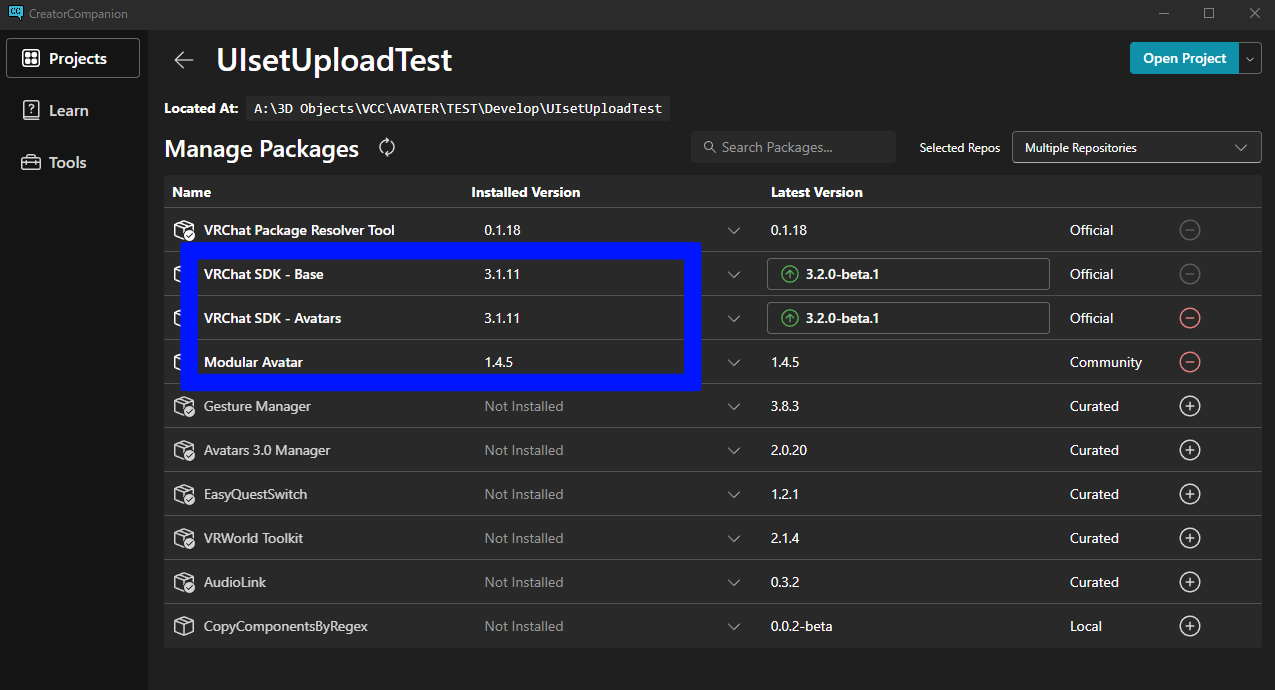 CC CreatorCompanion
Projects
Learn
Tools
UIsetUploadTest
Open Project
Located At: A:\3D Objects\VCC\AVATER\TEST\Develop\UIsetUploadTest
Manage Packages
Search Packages...
Selected Repos
Multiple Repositories
Name Installed Version Latest Version
VRChat Package Resolver Tool 0.1.18 0.1.18 Official
VRChat SDK - Base 3.1.11 3.2.0-beta.1 Official
VRChat SDK - Avatars 3.1.11 3.2.0-beta.1 Official
Modular Avatar 1.4.5 1.4.5 Community
Gesture Manager Not Installed 3.8.3 Curated
Avatars 3.0 Manager Not Installed 2.0.20 Curated
EasyQuestSwitch Not Installed 1.2.1 Curated
VRWorld Toolkit Not Installed 2.1.4 Curated
AudioLink Not Installed 0.3.2 Curated
CopyComponentsByRegex Not Installed 0.0.2-beta Local